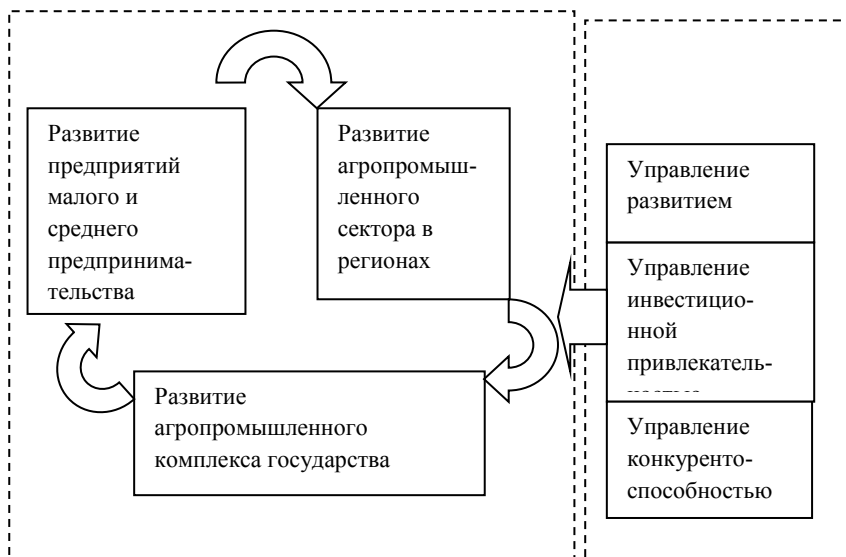 Развитие
предприятий
малого и
среднего
предпринима-
тельства
Развитие
агропромыш-
ленного
сектора в
регионах
Развитие
агропромышленного
комплекса государства
Управление
развитием
Управление
инвестицио-
нной
привлекатель-
Управление
конкуренто-
способностью